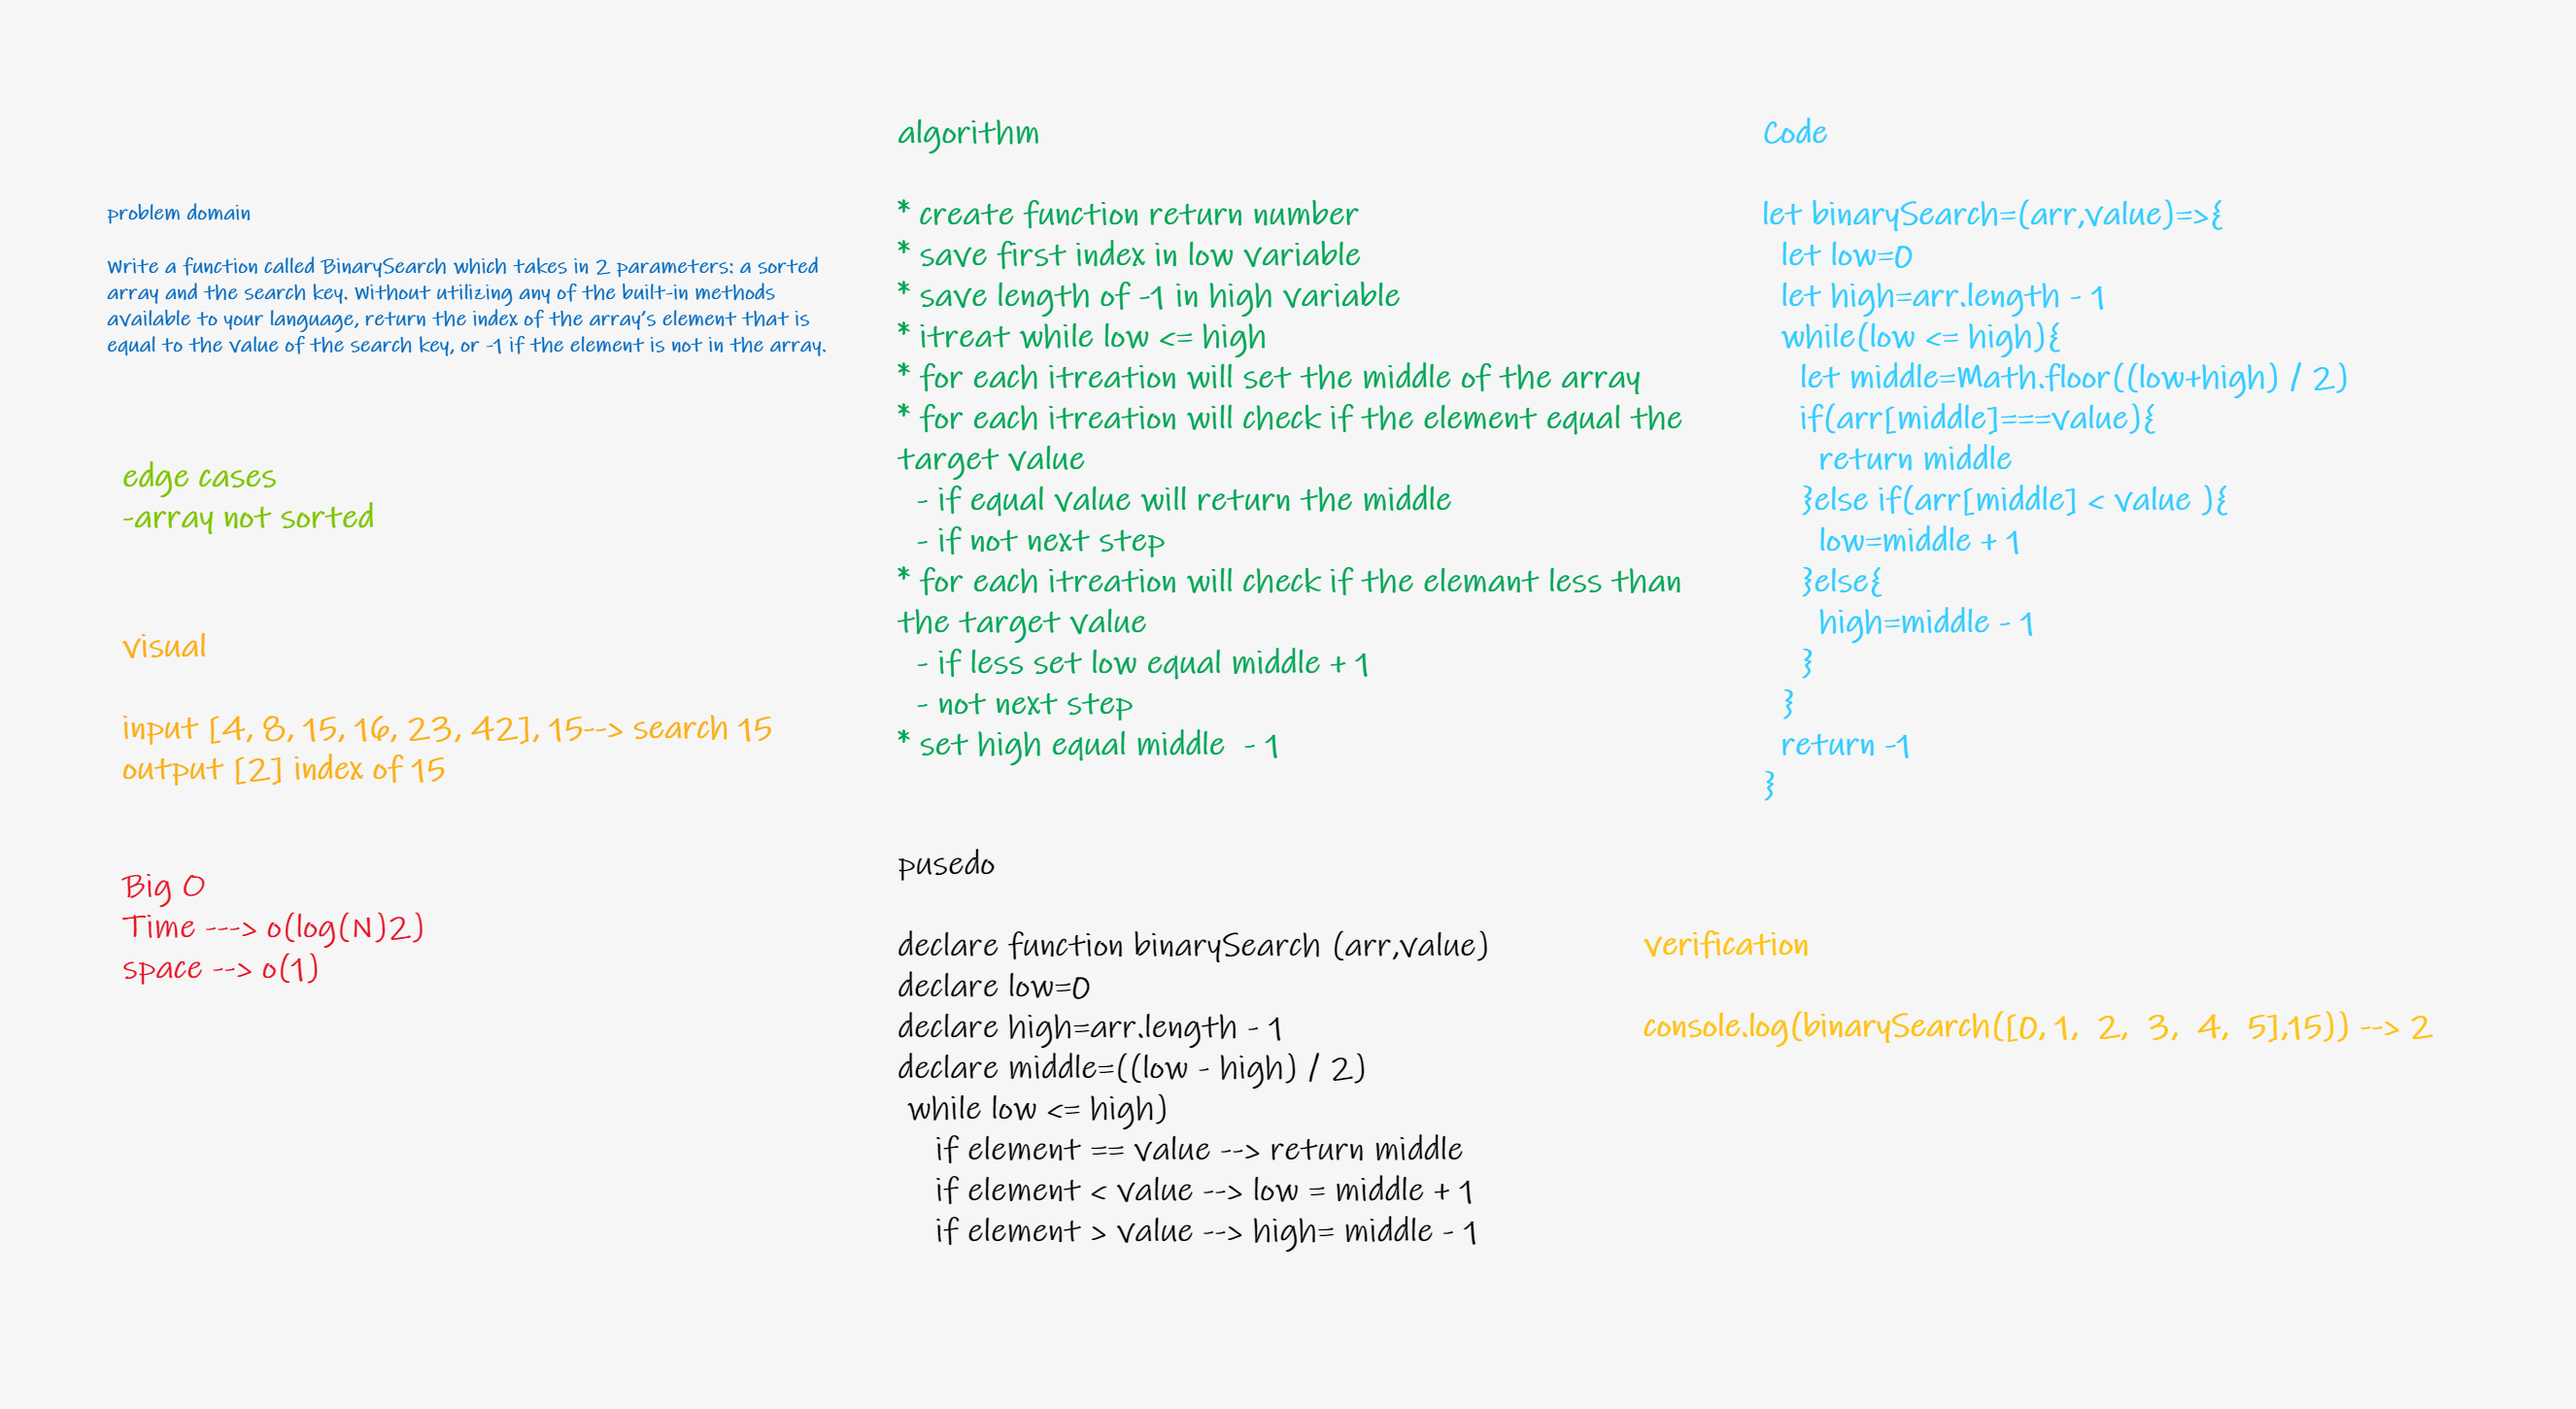 problem domain
Write a function called BinarySearch which takes in 2 parameters: a sorted
array and the search key. Without utilizing any of the built-in methods
available to your language, return the index of the array's element that is
equal to the value of the search key, or -1 if the element is not in the array.
edge cases
-array not sorted
visual
input [4, 8, 15, 16, 23, 42], 15--> search 15
output [2] index of 15
Big O
Time ---> o(log(N)2)
space --> o(1)
algorithm
* create function return number
* save first index in low variable
* save length of -1 in high variable
* itreat while low <= high
* for each itreation will set the middle of the array
* for each itreation will check if the element equal the
target value
- if equal value will return the middle
- if not next step
* for each itreation will check if the elemant less than
the target value
- if less set low equal middle + 1
- not next step
* set high equal middle - 1
pusedo
declare function binarySearch (arr,value)
declare low=0
declare high=arr.length - 1
declare middle=((low - high) / 2)
while low <= high)
if element == value --> return middle
if element < value --> low = middle + 1
if element > value --> high= middle - 1
Code
let binarySearch=(arr,value)=>{
let low=0
let high=arr.length - 1
while(low <= high){
let middle=Math.floor((low+high) / 2)
if(arr[middle]===value){
return middle
}else if(arr[middle] < value ){
low=middle + 1
}else{
high=middle - 1
}
}
return -1
}
verification
console.log(binarySearch([0, 1, 2, 3, 4, 5],15)) --> 2